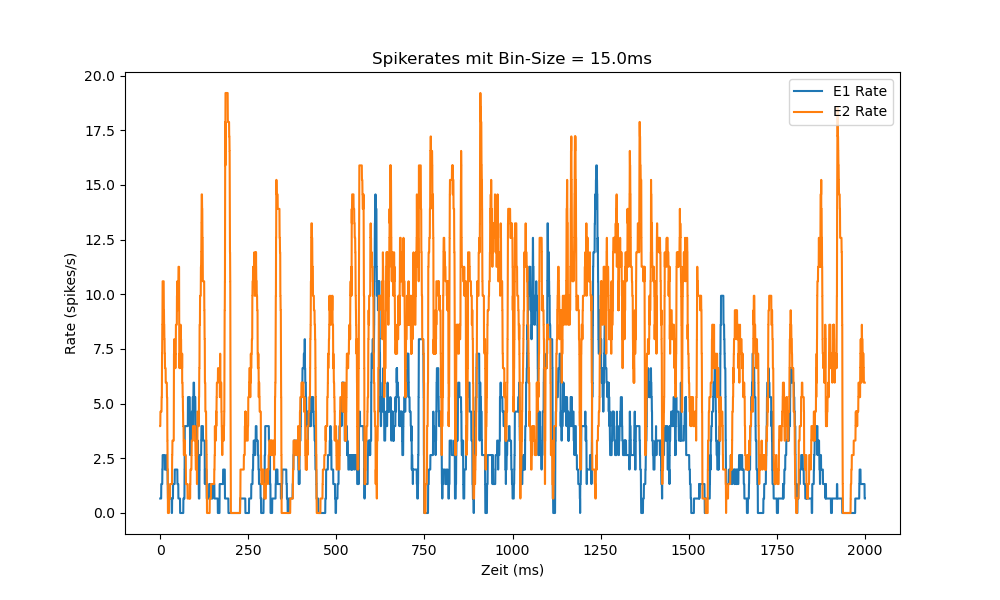 Spikerates mit Bin-Size = 15.0ms
E1 Rate
E2 Rate
Rate (spikes/s)
20.0
17.5
15.0
12.5
10.0
7.5
5.0
2.5
0.0
0 250 500 750 1000 1250 1500 1750 2000
Zeit (ms)